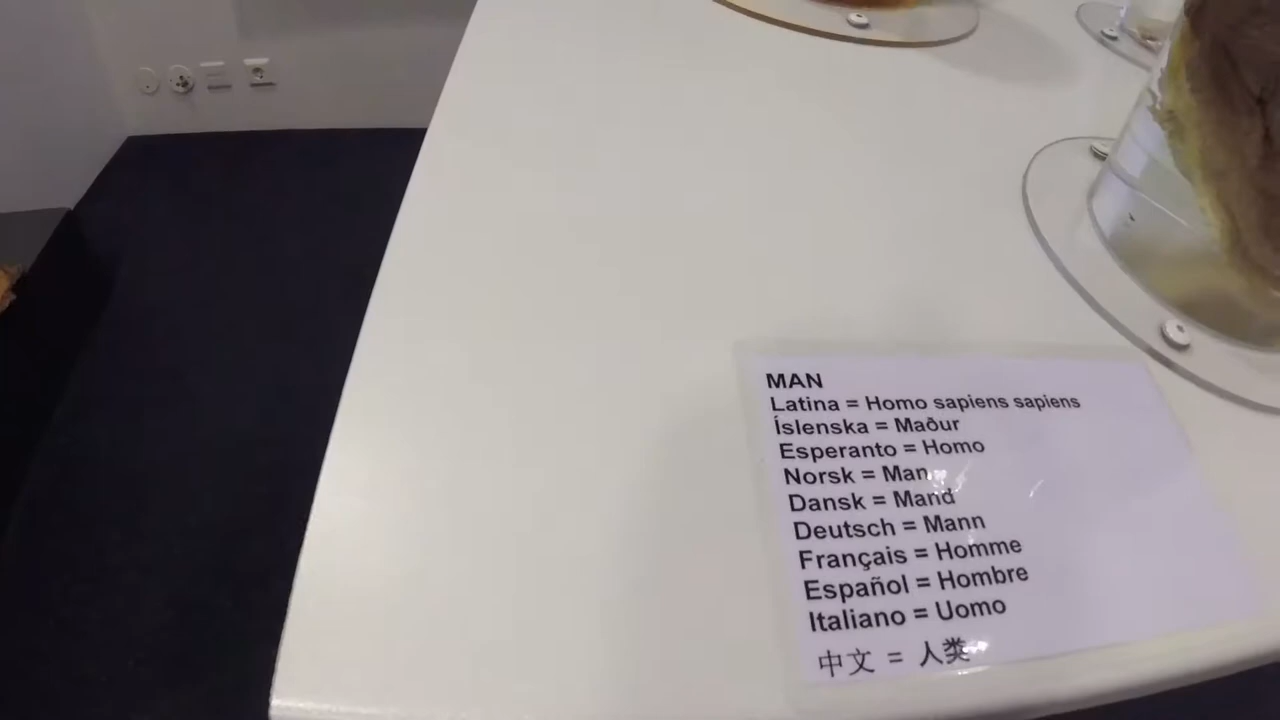 MAN
Latina = Homo sapiens sapiens
Íslenska = Maður
Esperanto = Homo
Norsk = Man
Dansk = Mand
Deutsch = Mann
Français = Homme
Español = Hombre
Italiano = Uomo
中文 = 人类